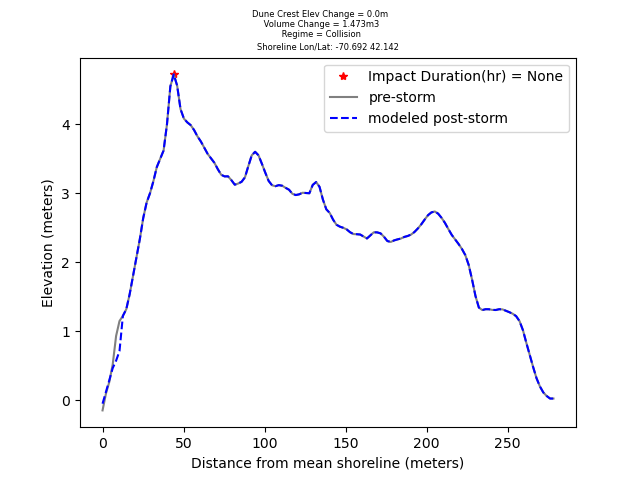 Dune Crest Elev Change = 0.0m
Volume Change = 1.473m3
Regime = Collision
Shoreline Lon/Lat: -70.692 42.142
Impact Duration(hr) = None
pre-storm
modeled post-storm
Elevation (meters)
4
3
2
1
0
0 50 100 150 200 250
Distance from mean shoreline (meters)